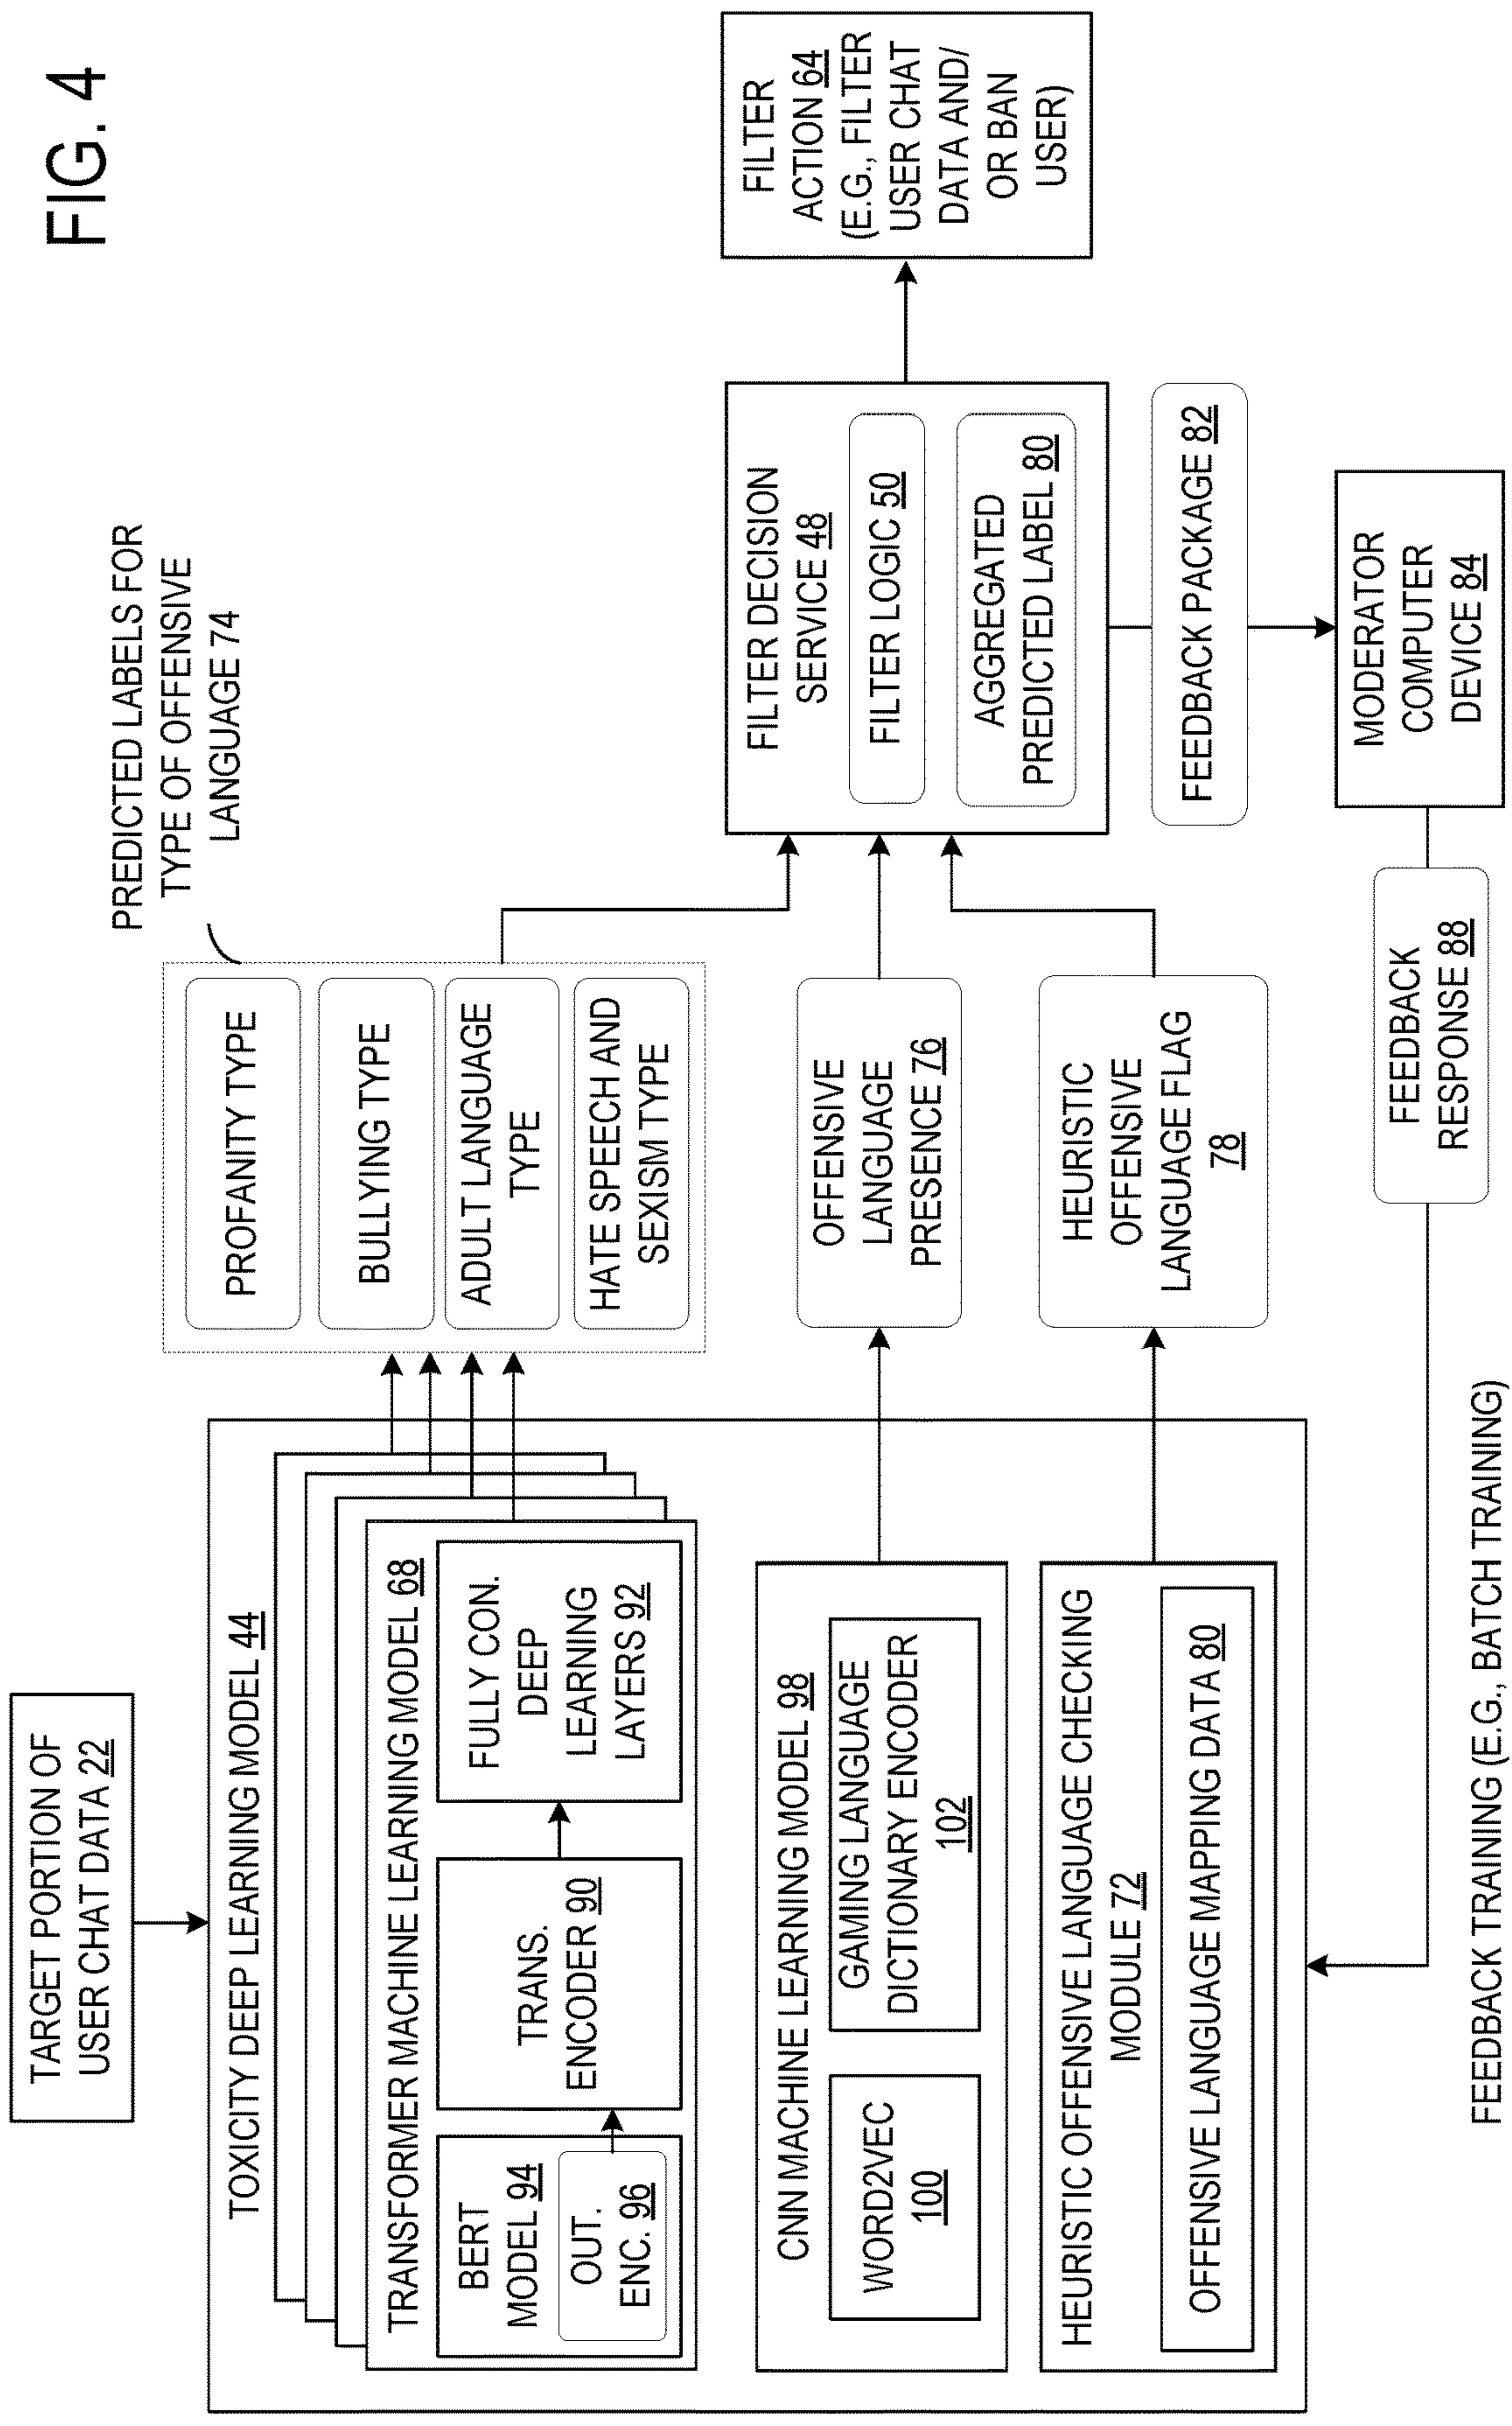 FIG. 4
TARGET PORTION OF
USER CHAT DATA 22
TOXICITY DEEP LEARNING MODEL 44
TRANSFORMER MACHINE LEARNING MODEL 68
BERT
MODEL 94
OUT.
ENC. 96
TRANS.
ENCODER 90
FULLY CON.
DEEP
LEARNING
LAYERS 92
CNN MACHINE LEARNING MODEL 98
WORD2VEC
100
GAMING LANGUAGE
DICTIONARY ENCODER
102
HEURISTIC OFFENSIVE LANGUAGE CHECKING
MODULE 72
OFFENSIVE LANGUAGE MAPPING DATA 80
PREDICTED LABELS FOR
TYPE OF OFFENSIVE
LANGUAGE 74
PROFANITY TYPE
BULLYING TYPE
ADULT LANGUAGE
TYPE
HATE SPEECH AND
SEXISM TYPE
OFFENSIVE
LANGUAGE
PRESENCE 76
HEURISTIC
OFFENSIVE
LANGUAGE FLAG
78
FILTER DECISION
SERVICE 48
FILTER LOGIC 50
AGGREGATED
PREDICTED LABEL 80
FILTER
ACTION 64
(E.G., FILTER
USER CHAT
DATA AND/
OR BAN
USER)
FEEDBACK PACKAGE 82
MODERATOR
COMPUTER
DEVICE 84
FEEDBACK
RESPONSE 88
FEEDBACK TRAINING (E.G., BATCH TRAINING)